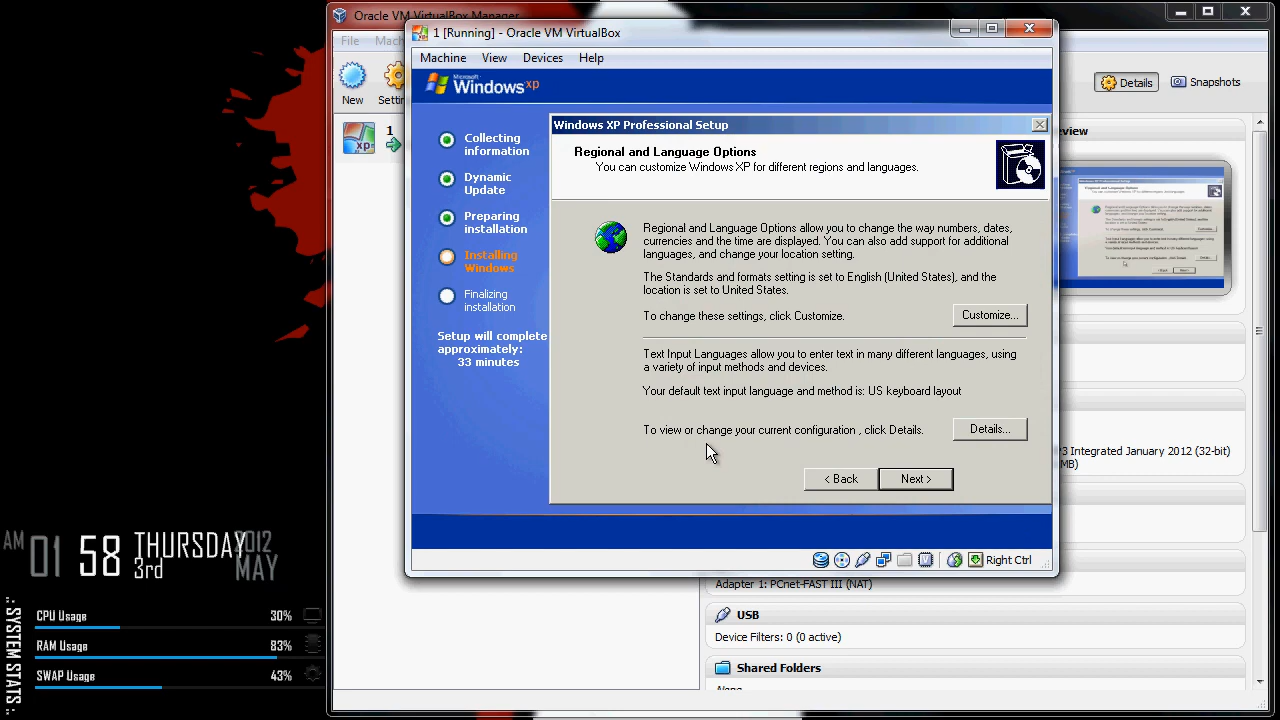 Oracle VM VirtualBox Manager
File Mach
New Settin
1
xp
1 [Running] - Oracle VM VirtualBox
Machine View Devices Help
Microsoft
Windows xp
Collecting
information
Dynamic
Update
Preparing
installation
Installing
Windows
Finalizing
installation
Setup will complete
approximately:
33 minutes
Windows XP Professional Setup
Regional and Language Options
You can customize Windows XP for different regions and languages.
Regional and Language Options allow you to change the way numbers, dates,
currencies and the time are displayed. You can also add support for additional
languages, and change your location setting.
The Standards and formats setting is set to English (United States), and the
location is set to United States.
To change these settings, click Customize.
Customize...
Text Input Languages allow you to enter text in many different languages, using
a variety of input methods and devices.
Your default text input language and method is: US keyboard layout
To view or change your current configuration , click Details.
Details...
< Back Next >
Right Ctrl
Details Snapshots
eview
P3 Integrated January 2012 (32-bit)
MB)
Adapter 1: PCnet-FAST III (NAT)
USB
Device Filters: 0 (0 active)
Shared Folders
None
AM 01 58 THURSDAY 2012
3rd MAY
.: SYSTEM STATS :.
CPU Usage 30%
RAM Usage 83%
SWAP Usage 43%